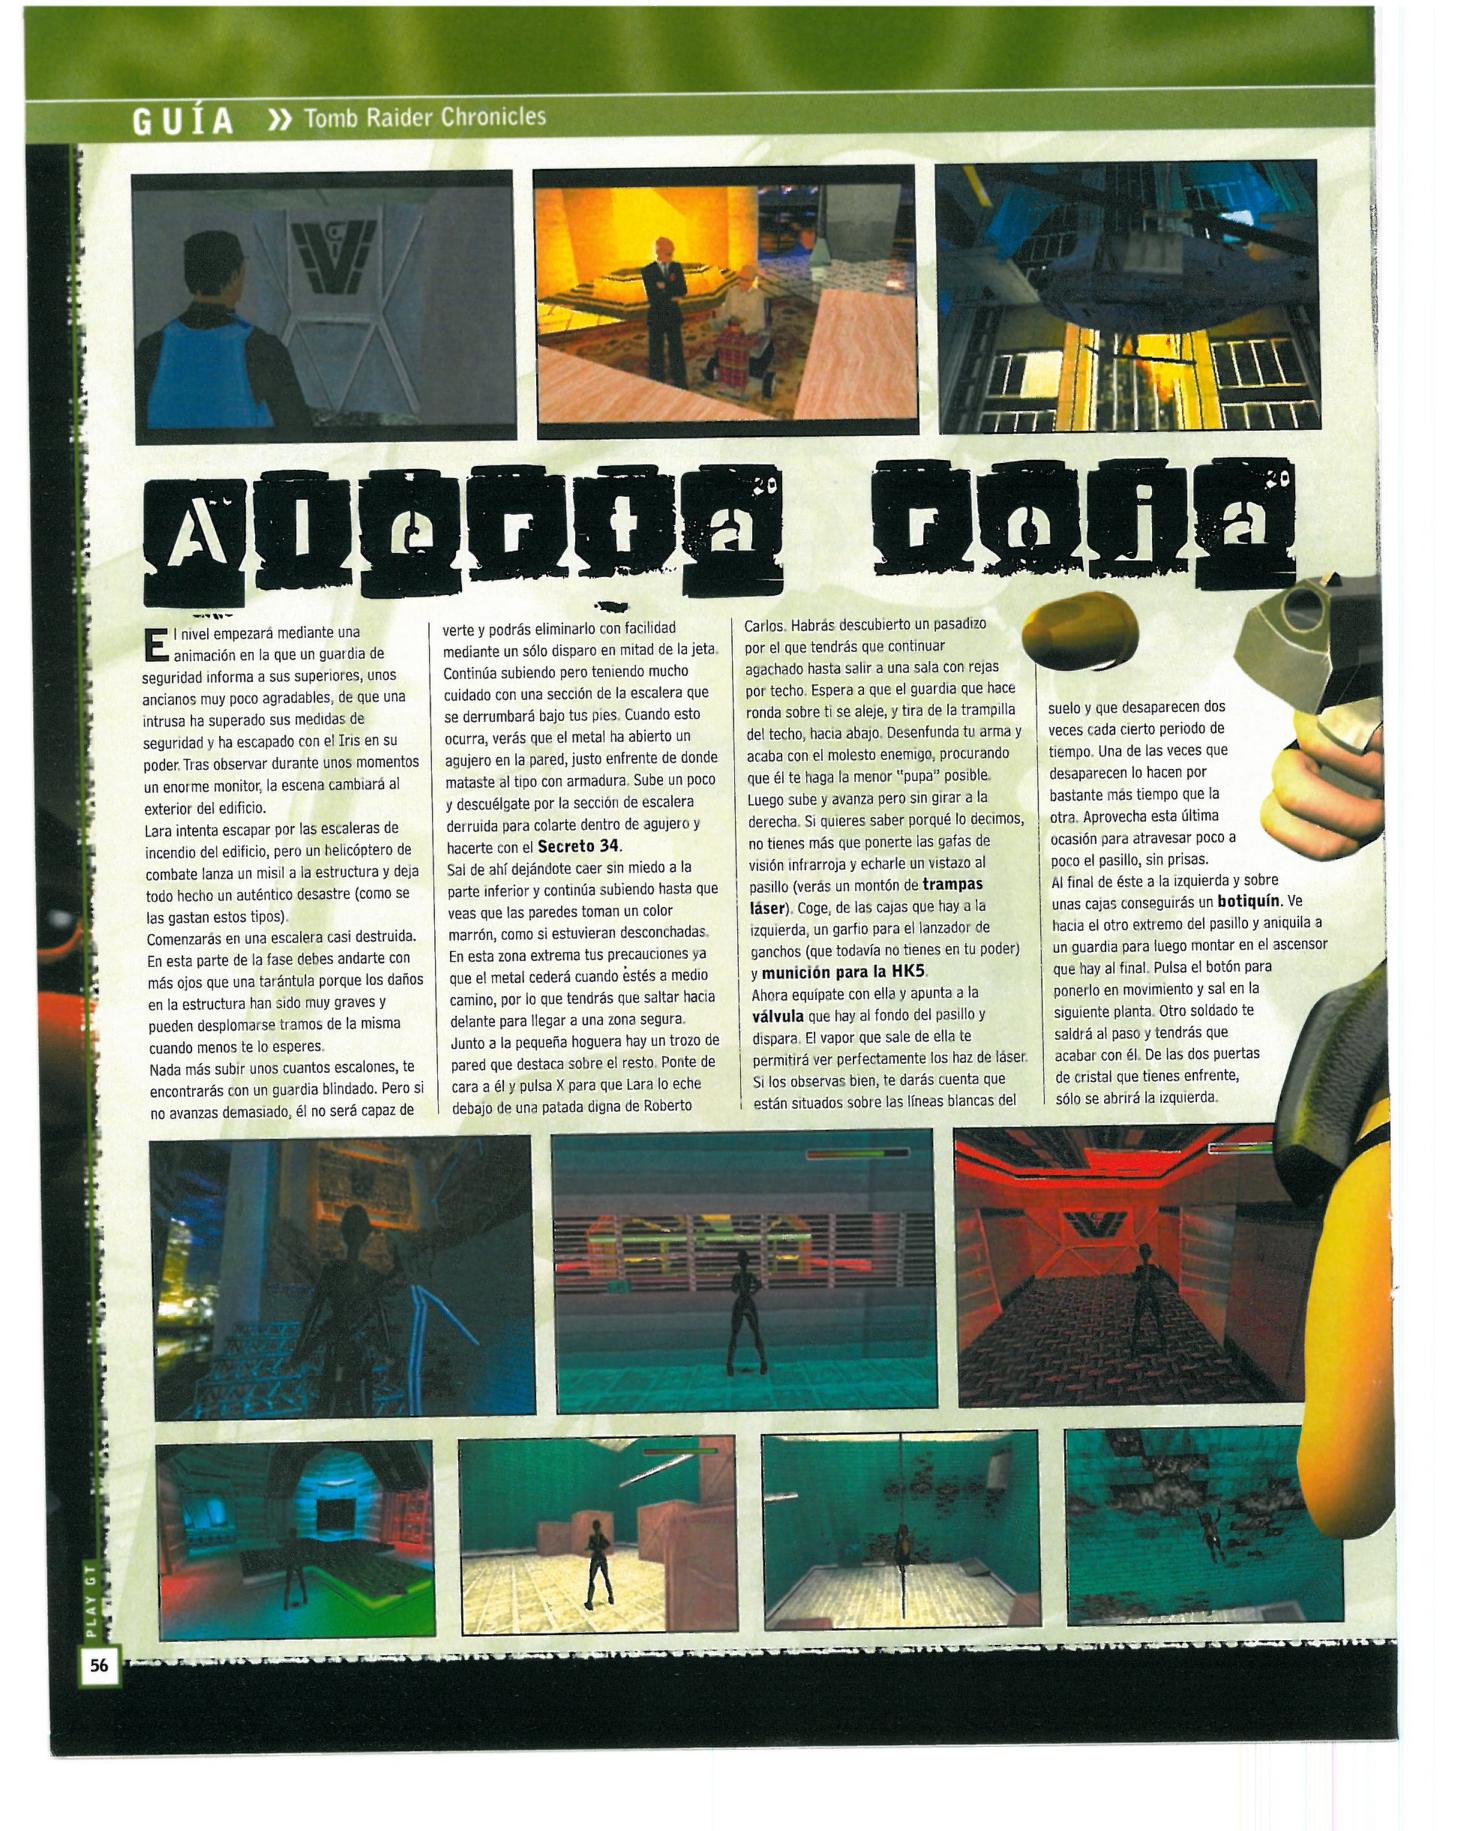 GUÍA » Tomb Raider Chronicles
Alerta roja
El nivel empezará mediante una
animación en la que un guardia de
seguridad informa a sus superiores, unos
ancianos muy poco agradables, de que una
intrusa ha superado sus medidas de
seguridad y ha escapado con el Iris en su
poder. Tras observar durante unos momentos
un enorme monitor, la escena cambiará al
exterior del edificio.
Lara intenta escapar por las escaleras de
incendio del edificio, pero un helicóptero de
combate lanza un misil a la estructura y deja
todo hecho un auténtico desastre (como se
las gastan estos tipos).
Comenzarás en una escalera casi destruida.
En esta parte de la fase debes andarte con
más ojos que una tarántula porque los daños
en la estructura han sido muy graves y
pueden desplomarse tramos de la misma
cuando menos te lo esperes.
Nada más subir unos cuantos escalones, te
encontrarás con un guardia blindado. Pero si
no avanzas demasiado, él no será capaz de
verte y podrás eliminarlo con facilidad
mediante un sólo disparo en mitad de la jeta.
Continúa subiendo pero teniendo mucho
cuidado con una sección de la escalera que
se derrumbará bajo tus pies. Cuando esto
ocurra, verás que el metal ha abierto un
agujero en la pared, justo enfrente de donde
mataste al tipo con armadura. Sube un poco
y descuélgate por la sección de escalera
derruida para colarte dentro de agujero y
hacerte con el Secreto 34.
Sal de ahí dejándote caer sin miedo a la
parte inferior y continúa subiendo hasta que
veas que las paredes toman un color
marrón, como si estuvieran desconchadas.
En esta zona extrema tus precauciones ya
que el metal cederá cuando éstés a medio
camino, por lo que tendrás que saltar hacia
delante para llegar a una zona segura.
Junto a la pequeña hoguera hay un trozo de
pared que destaca sobre el resto. Ponte de
cara a él y pulsa X para que Lara lo eche
debajo de una patada digna de Roberto
Carlos. Habrás descubierto un pasadizo
por el que tendrás que continuar
agachado hasta salir a una sala con rejas
por techo. Espera a que el guardia que hace
ronda sobre ti se aleje, y tira de la trampilla
del techo, hacia abajo. Desenfunda tu arma y
acaba con el molesto enemigo, procurando
que él te haga la menor "pupa" posible.
Luego sube y avanza pero sin girar a la
derecha. Si quieres saber porqué lo decimos,
no tienes más que ponerte las gafas de
visión infrarroja y echarle un vistazo al
pasillo (verás un montón de trampas
láser). Coge, de las cajas que hay a la
izquierda, un garfio para el lanzador de
ganchos (que todavía no tienes en tu poder)
y munición para la HK5.
Ahora equípate con ella y apunta a la
válvula que hay al fondo del pasillo y
dispara. El vapor que sale de ella te
permitirá ver perfectamente los haz de láser.
Si los observas bien, te darás cuenta que
están situados sobre las líneas blancas del
suelo y que desaparecen dos
veces cada cierto periodo de
tiempo. Una de las veces que
desaparecen lo hacen por
bastante más tiempo que la
otra. Aprovecha esta última
ocasión para atravesar poco a
poco el pasillo, sin prisas.
Al final de éste a la izquierda y sobre
unas cajas conseguirás un botiquín. Ve
hacia el otro extremo del pasillo y aniquila a
un guardia para luego montar en el ascensor
que hay al final. Pulsa el botón para
ponerlo en movimiento y sal en la
siguiente planta. Otro soldado te
saldrá al paso y tendrás que
acabar con él. De las dos puertas
de cristal que tienes enfrente,
sólo se abrirá la izquierda.
PLAY GT
56